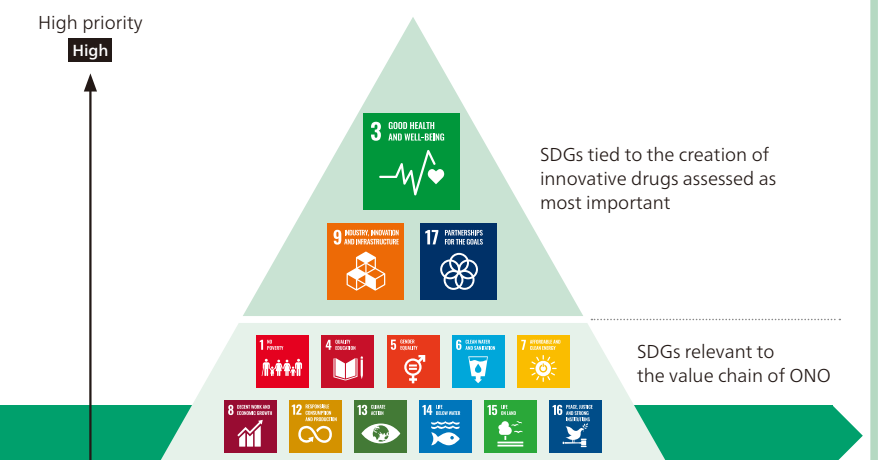 High priority
High
3 GOOD HEALTH
AND WELL-BEING
SDGs tied to the creation of
innovative drugs assessed as
most important
9 INDUSTRY, INNOVATION
AND INFRASTRUCTURE
17 PARTNERSHIPS
FOR THE GOALS
1 NO
POVERTY
4 QUALITY
EDUCATION
5 GENDER
EQUALITY
6 CLEAN WATER
AND SANITATION
7 AFFORDABLE AND
CLEAN ENERGY
SDGs relevant to
the value chain of ONO
8 DECENT WORK AND
ECONOMIC GROWTH
12 RESPONSIBLE
CONSUMPTION
AND PRODUCTION
13 CLIMATE
ACTION
14 LIFE
BELOW WATER
15 LIFE
ON LAND
16 PEACE, JUSTICE
AND STRONG
INSTITUTIONS